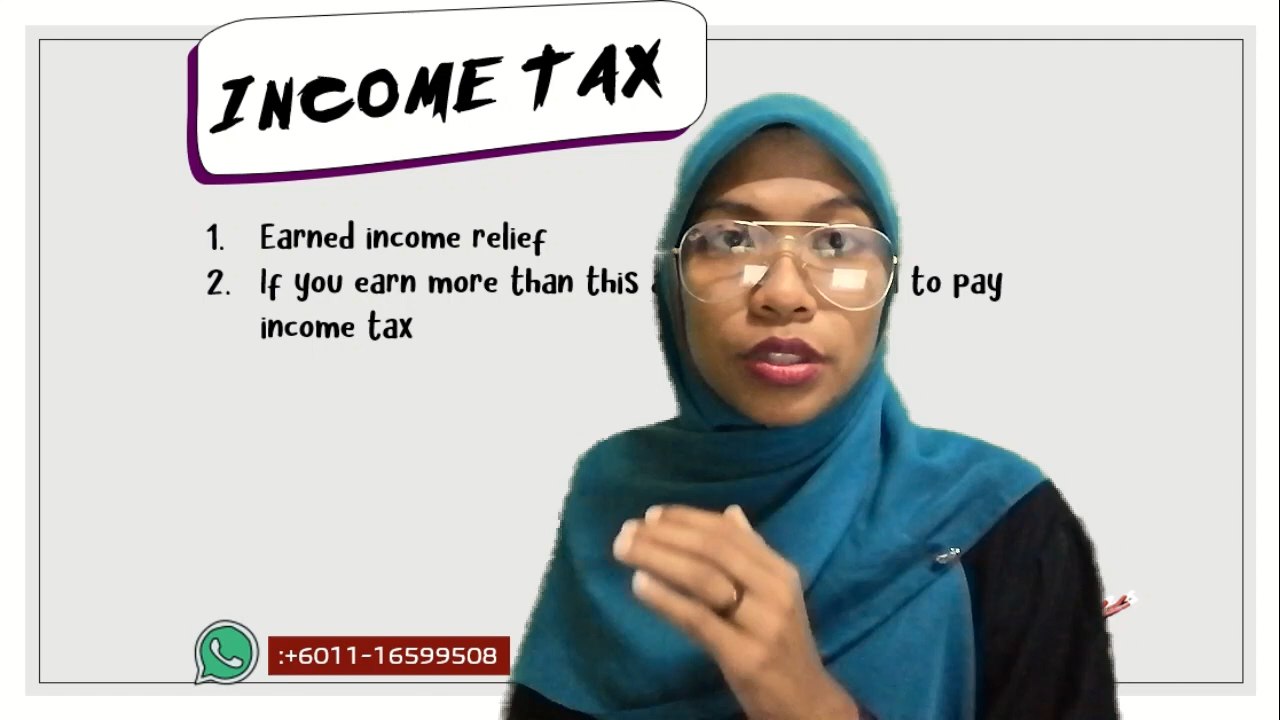 INCOME TAX
1. Earned income relief
2. If you earn more than this to pay
income tax
:+6011-16599508